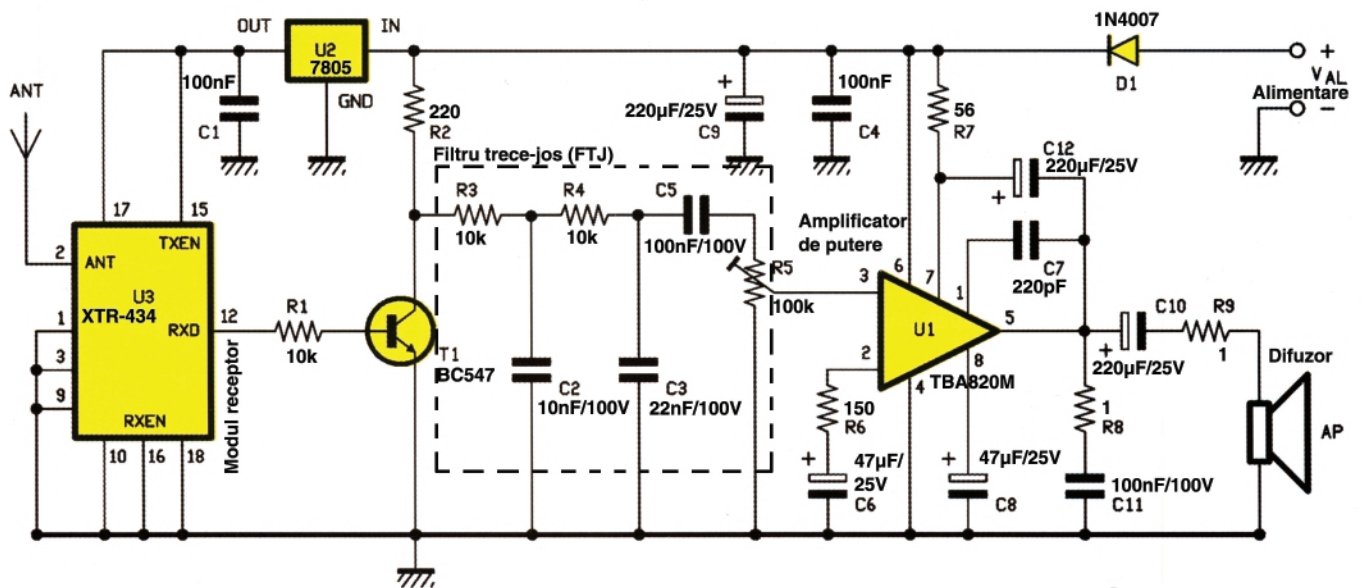 1N4007
D1
+
VAL
Alimentare
−
OUT
U2
7805
IN
GND
100nF
C1
ANT
220
R2
+
220µF/25V
C9
100nF
C4
56
R7
C12
220µF/25V
+
Filtru trece-jos (FTJ)
R3
10k
R4
10k
C5
100nF/100V
R5
100k
Amplificator
de putere
C7
220pF
17
15
TXEN
2
ANT
U3
XTR-434
RXD
12
1
3
9
RXEN
10
16
18
Modul receptor
R1
10k
T1
BC547
C2
10nF/100V
C3
22nF/100V
3
6
7
1
U1
5
2
8
4
TBA820M
C10
+
220µF/25V
R9
1
Difuzor
AP
150
R6
+
47µF/
25V
C6
+
47µF/25V
C8
1
R8
100nF/100V
C11